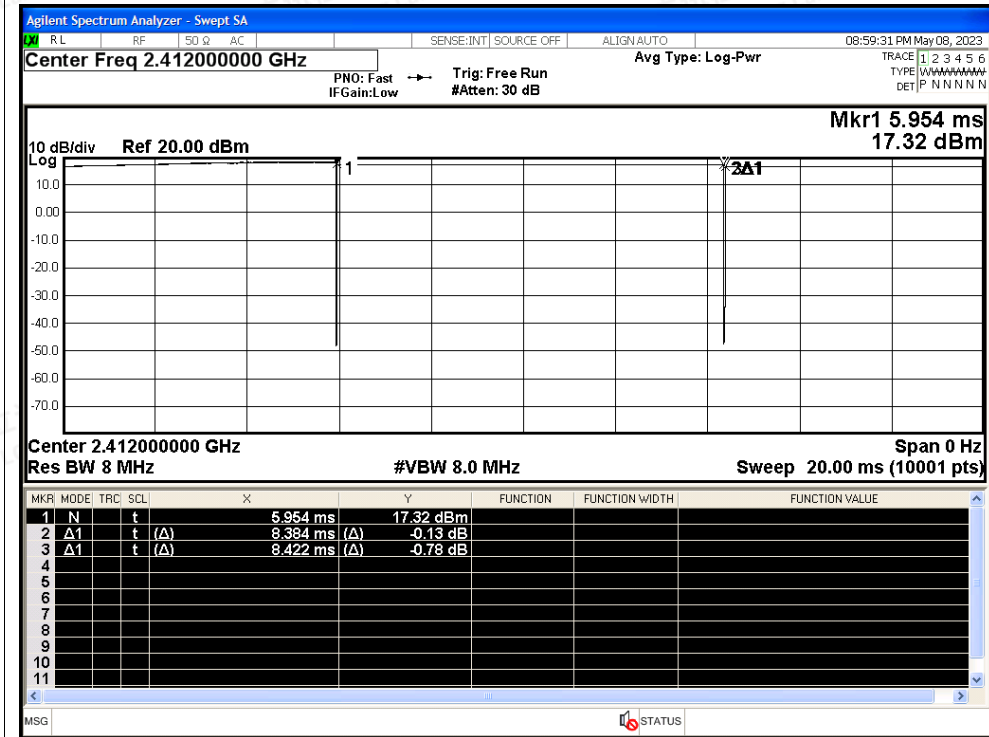 Agilent Spectrum Analyzer - Swept SA
LXI RL RF 50 Ω AC SENSE:INT SOURCE OFF ALIGN AUTO 08:59:31 PM May 08, 2023
Center Freq 2.412000000 GHz
PNO: Fast
IFGain:Low
Trig: Free Run
#Atten: 30 dB
Avg Type: Log-Pwr
TRACE 1 2 3 4 5 6
TYPE
DET P N N N N N
Mkr1 5.954 ms
17.32 dBm
10 dB/div Ref 20.00 dBm
Log
1
2
3Δ1
10.0
0.00
-10.0
-20.0
-30.0
-40.0
-50.0
-60.0
-70.0
Center 2.412000000 GHz Span 0 Hz
Res BW 8 MHz #VBW 8.0 MHz Sweep 20.00 ms (10001 pts)
MKR MODE TRC SCL X Y FUNCTION FUNCTION WIDTH FUNCTION VALUE
1 N t 5.954 ms 17.32 dBm
2 Δ1 t (Δ) 8.384 ms (Δ) -0.13 dB
3 Δ1 t (Δ) 8.422 ms (Δ) -0.78 dB
4
5
6
7
8
9
10
11
MSG STATUS